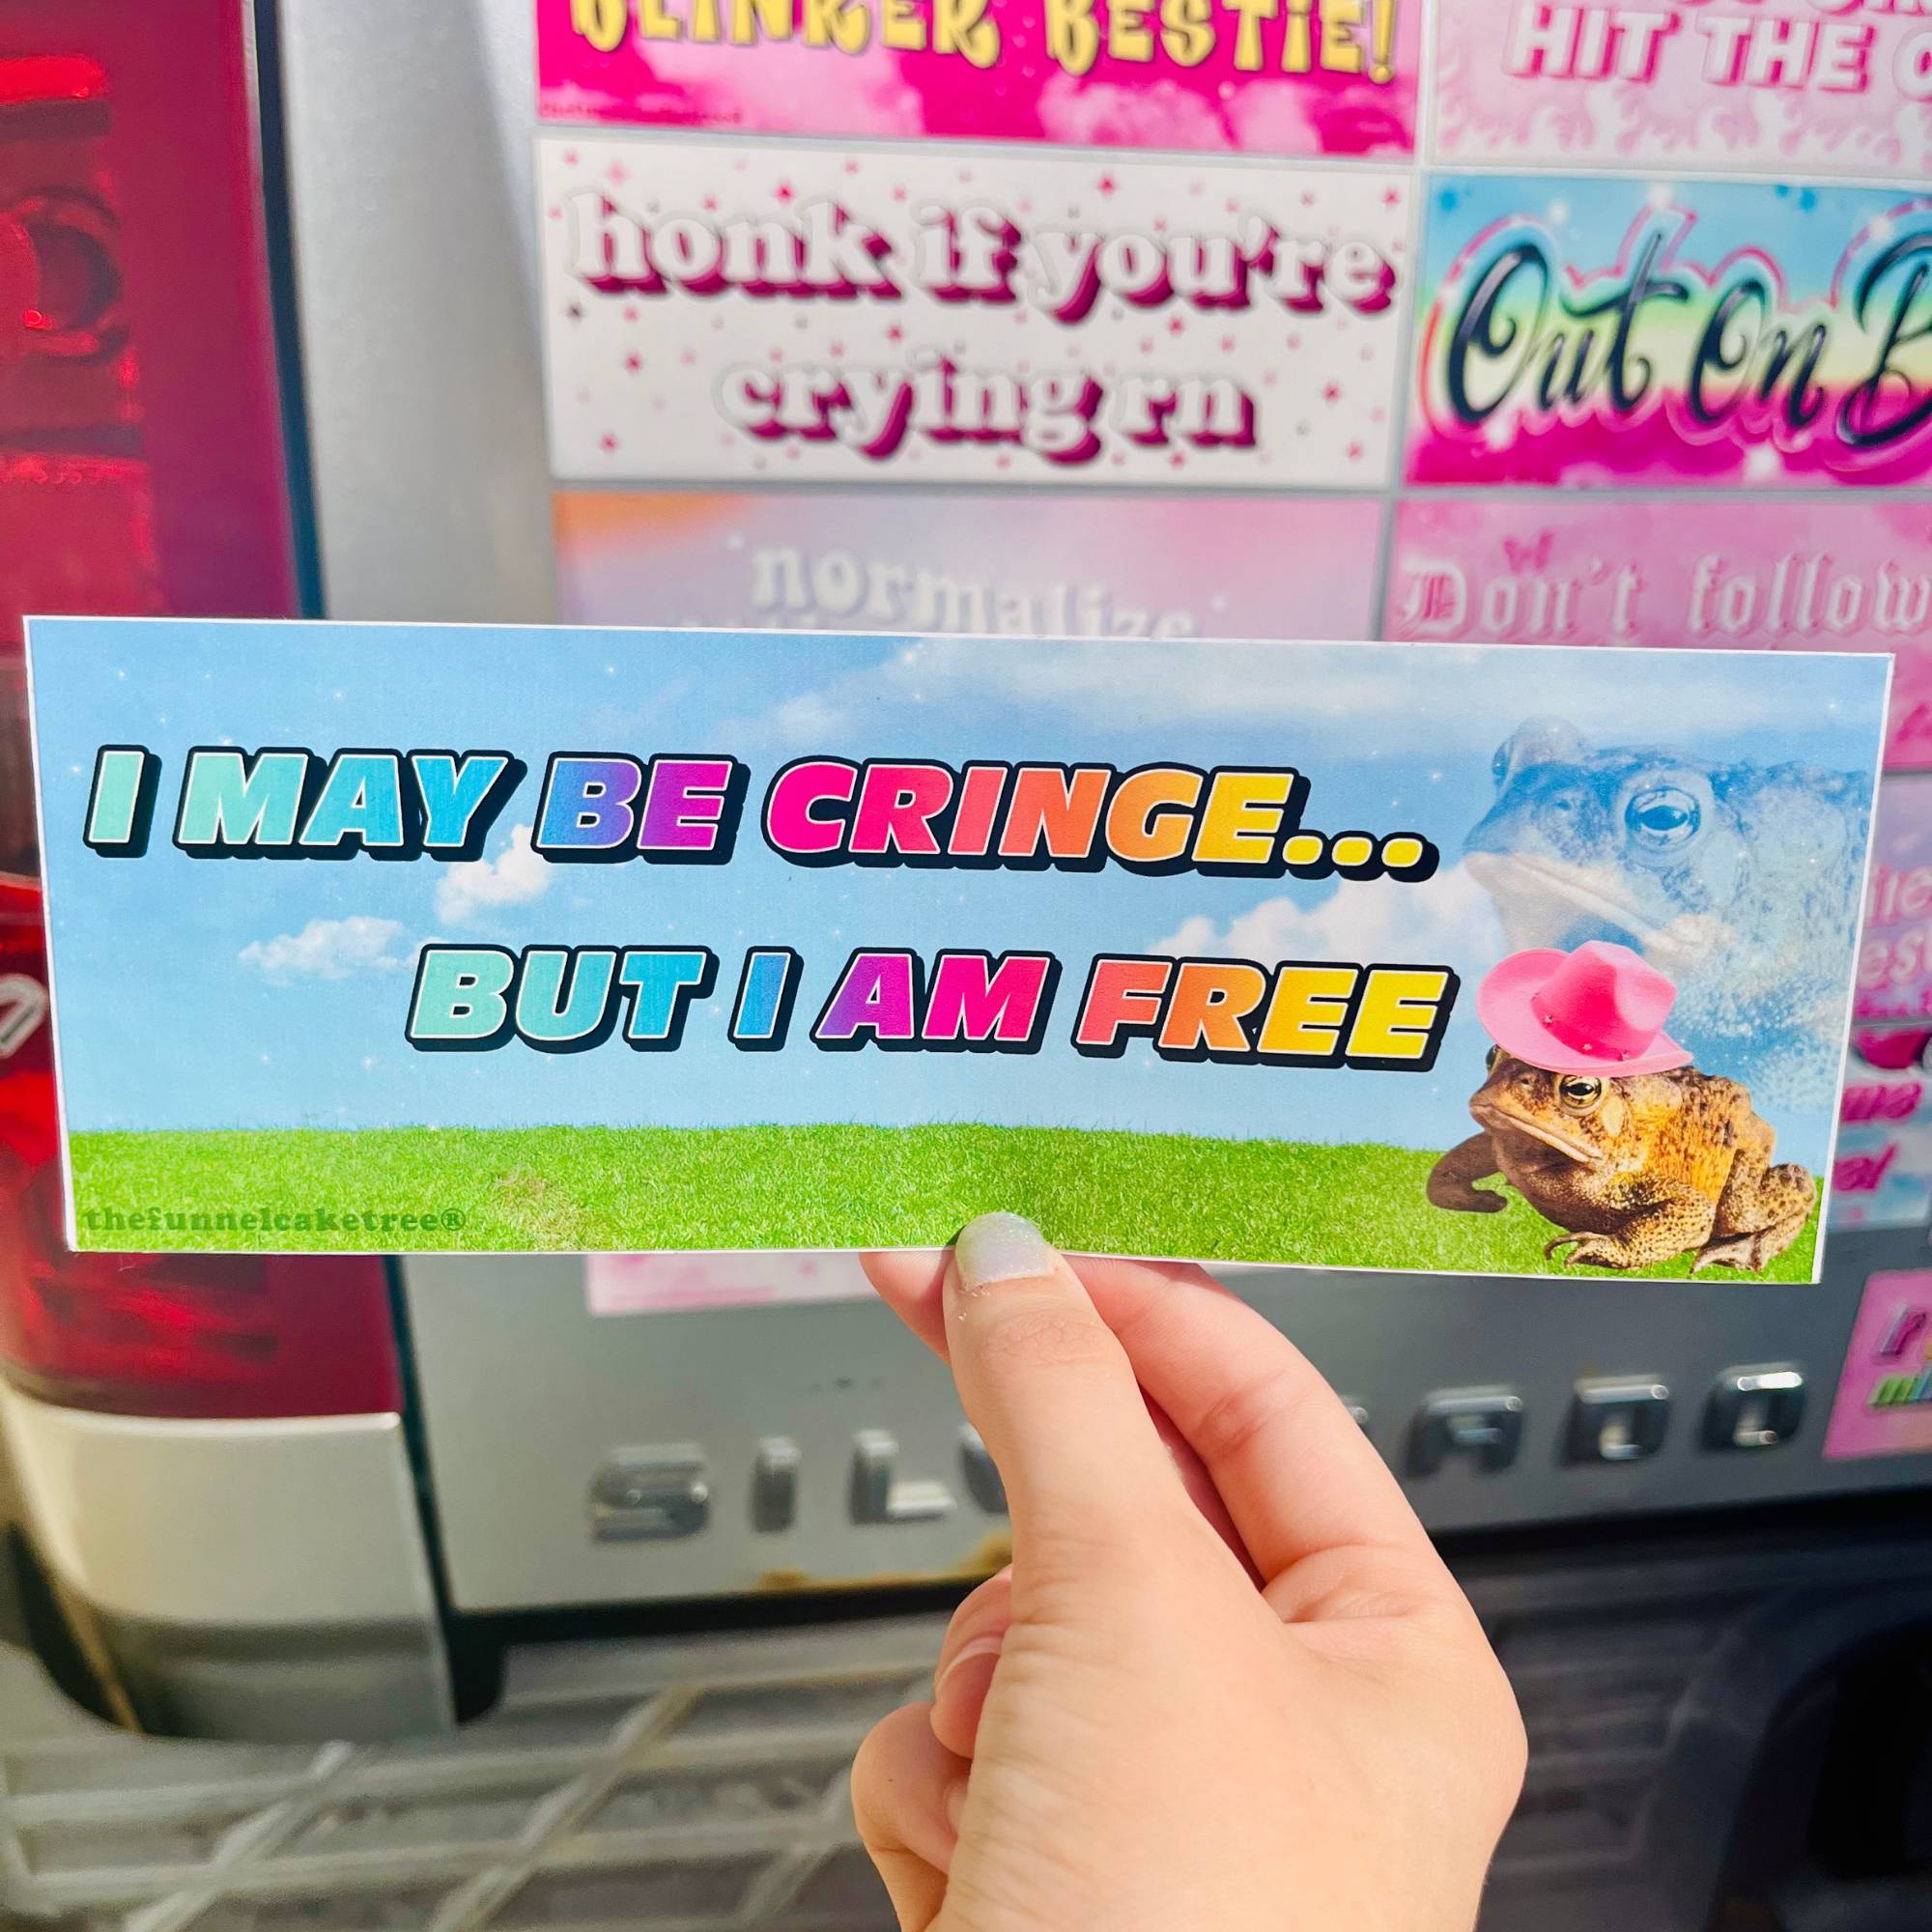 BLINKER BESTIE!
HIT THE
honk if you're
crying rn
Out On
normalize
Don't follow
I MAY BE CRINGE...
BUT I AM FREE
thefunnelcaketree®